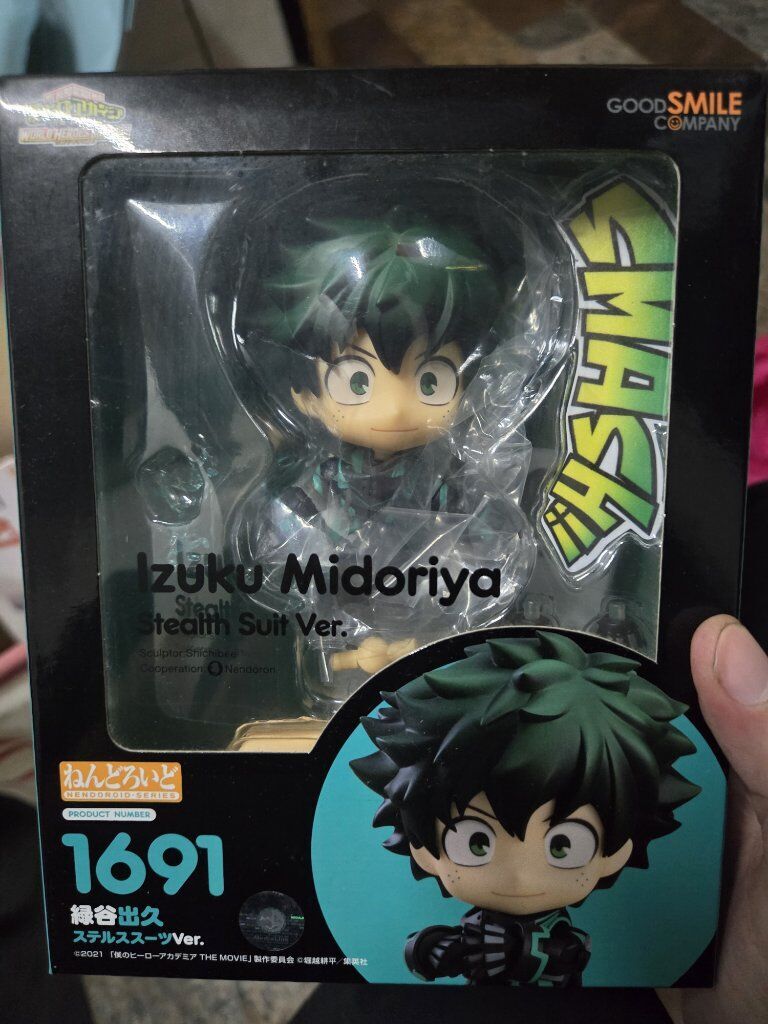 WORLD HEROES
GOOD SMILE
COMPANY
SMASH!!
Izuku Midoriya
Stealth Suit Ver.
Sculptor:Shichibee
Cooperation: Nendoron
ねんどろいど
NENDOROID·SERIES
PRODUCT NUMBER
1691
緑谷出久
ステルススーツVer.
©2021 「僕のヒーローアカデミア THE MOVIE」製作委員会 ©堀越耕平／集英社